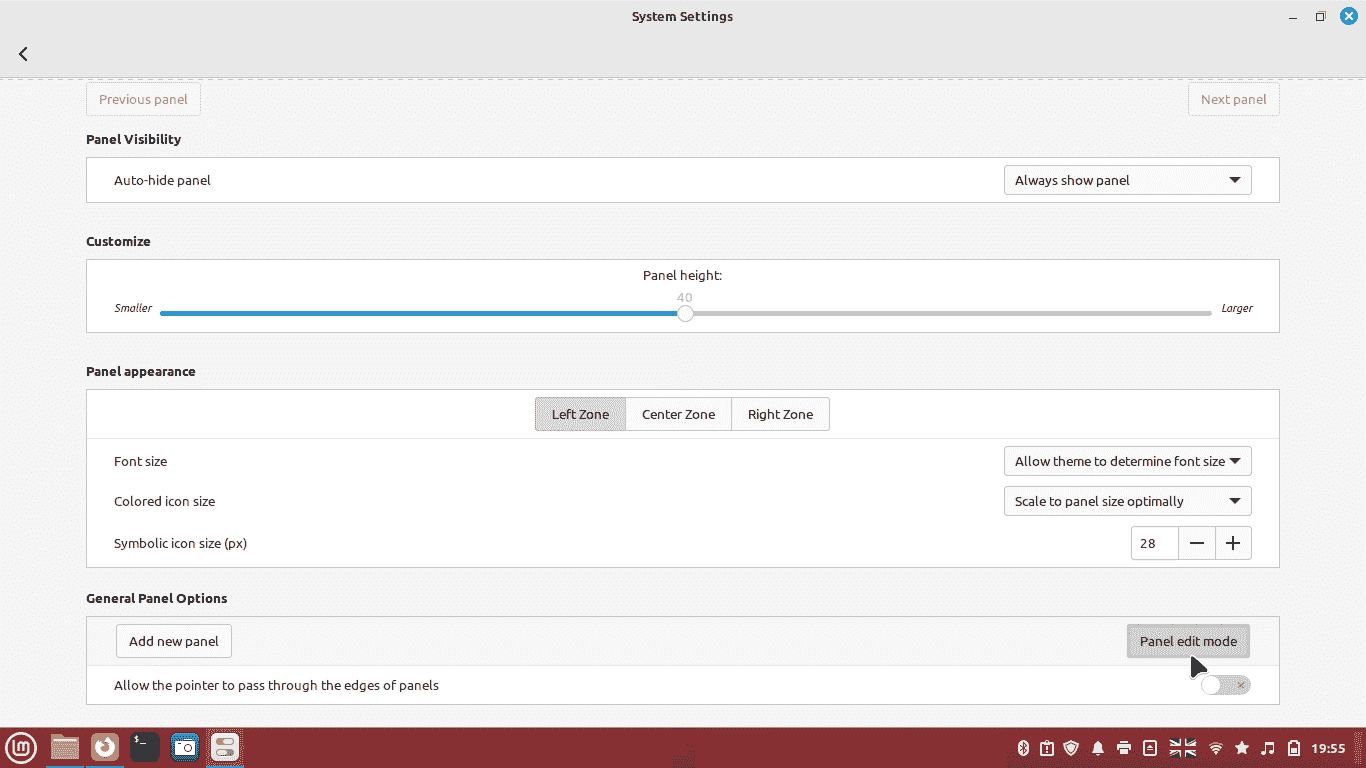 System Settings
Previous panel
Next panel
Panel Visibility
Auto-hide panel
Always show panel
Customize
Panel height:
40
Smaller
Larger
Panel appearance
Left Zone
Center Zone
Right Zone
Font size
Allow theme to determine font size
Colored icon size
Scale to panel size optimally
Symbolic icon size (px)
28
General Panel Options
Add new panel
Panel edit mode
Allow the pointer to pass through the edges of panels
19:55